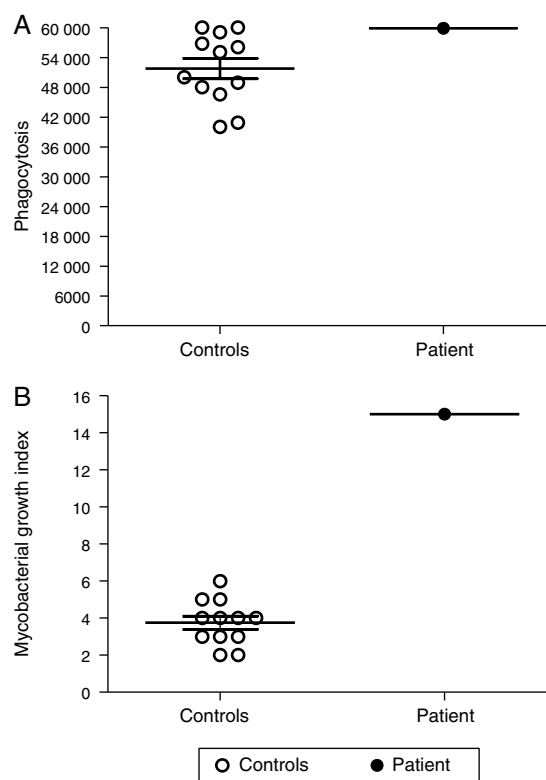 A
60 000
54 000
48 000
42 000
36 000
30 000
24 000
18 000
12 000
6000
0
Phagocytosis
Controls
Patient
B
16
14
12
10
8
6
4
2
0
Mycobacterial growth index
Controls
Patient
Controls
Patient